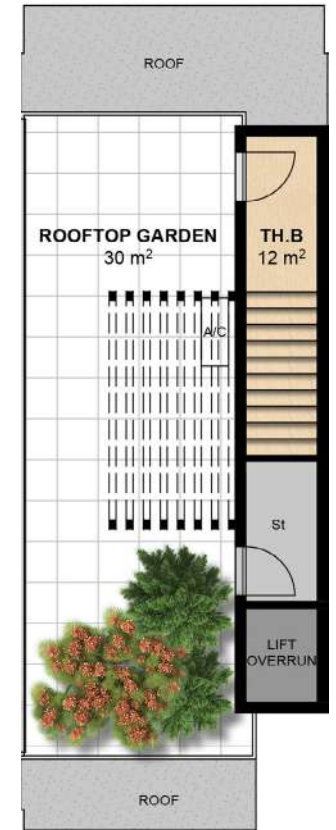 ROOF
ROOFTOP GARDEN
30 m²
TH.B
12 m²
A/C
St
LIFT
OVERRUN
ROOF